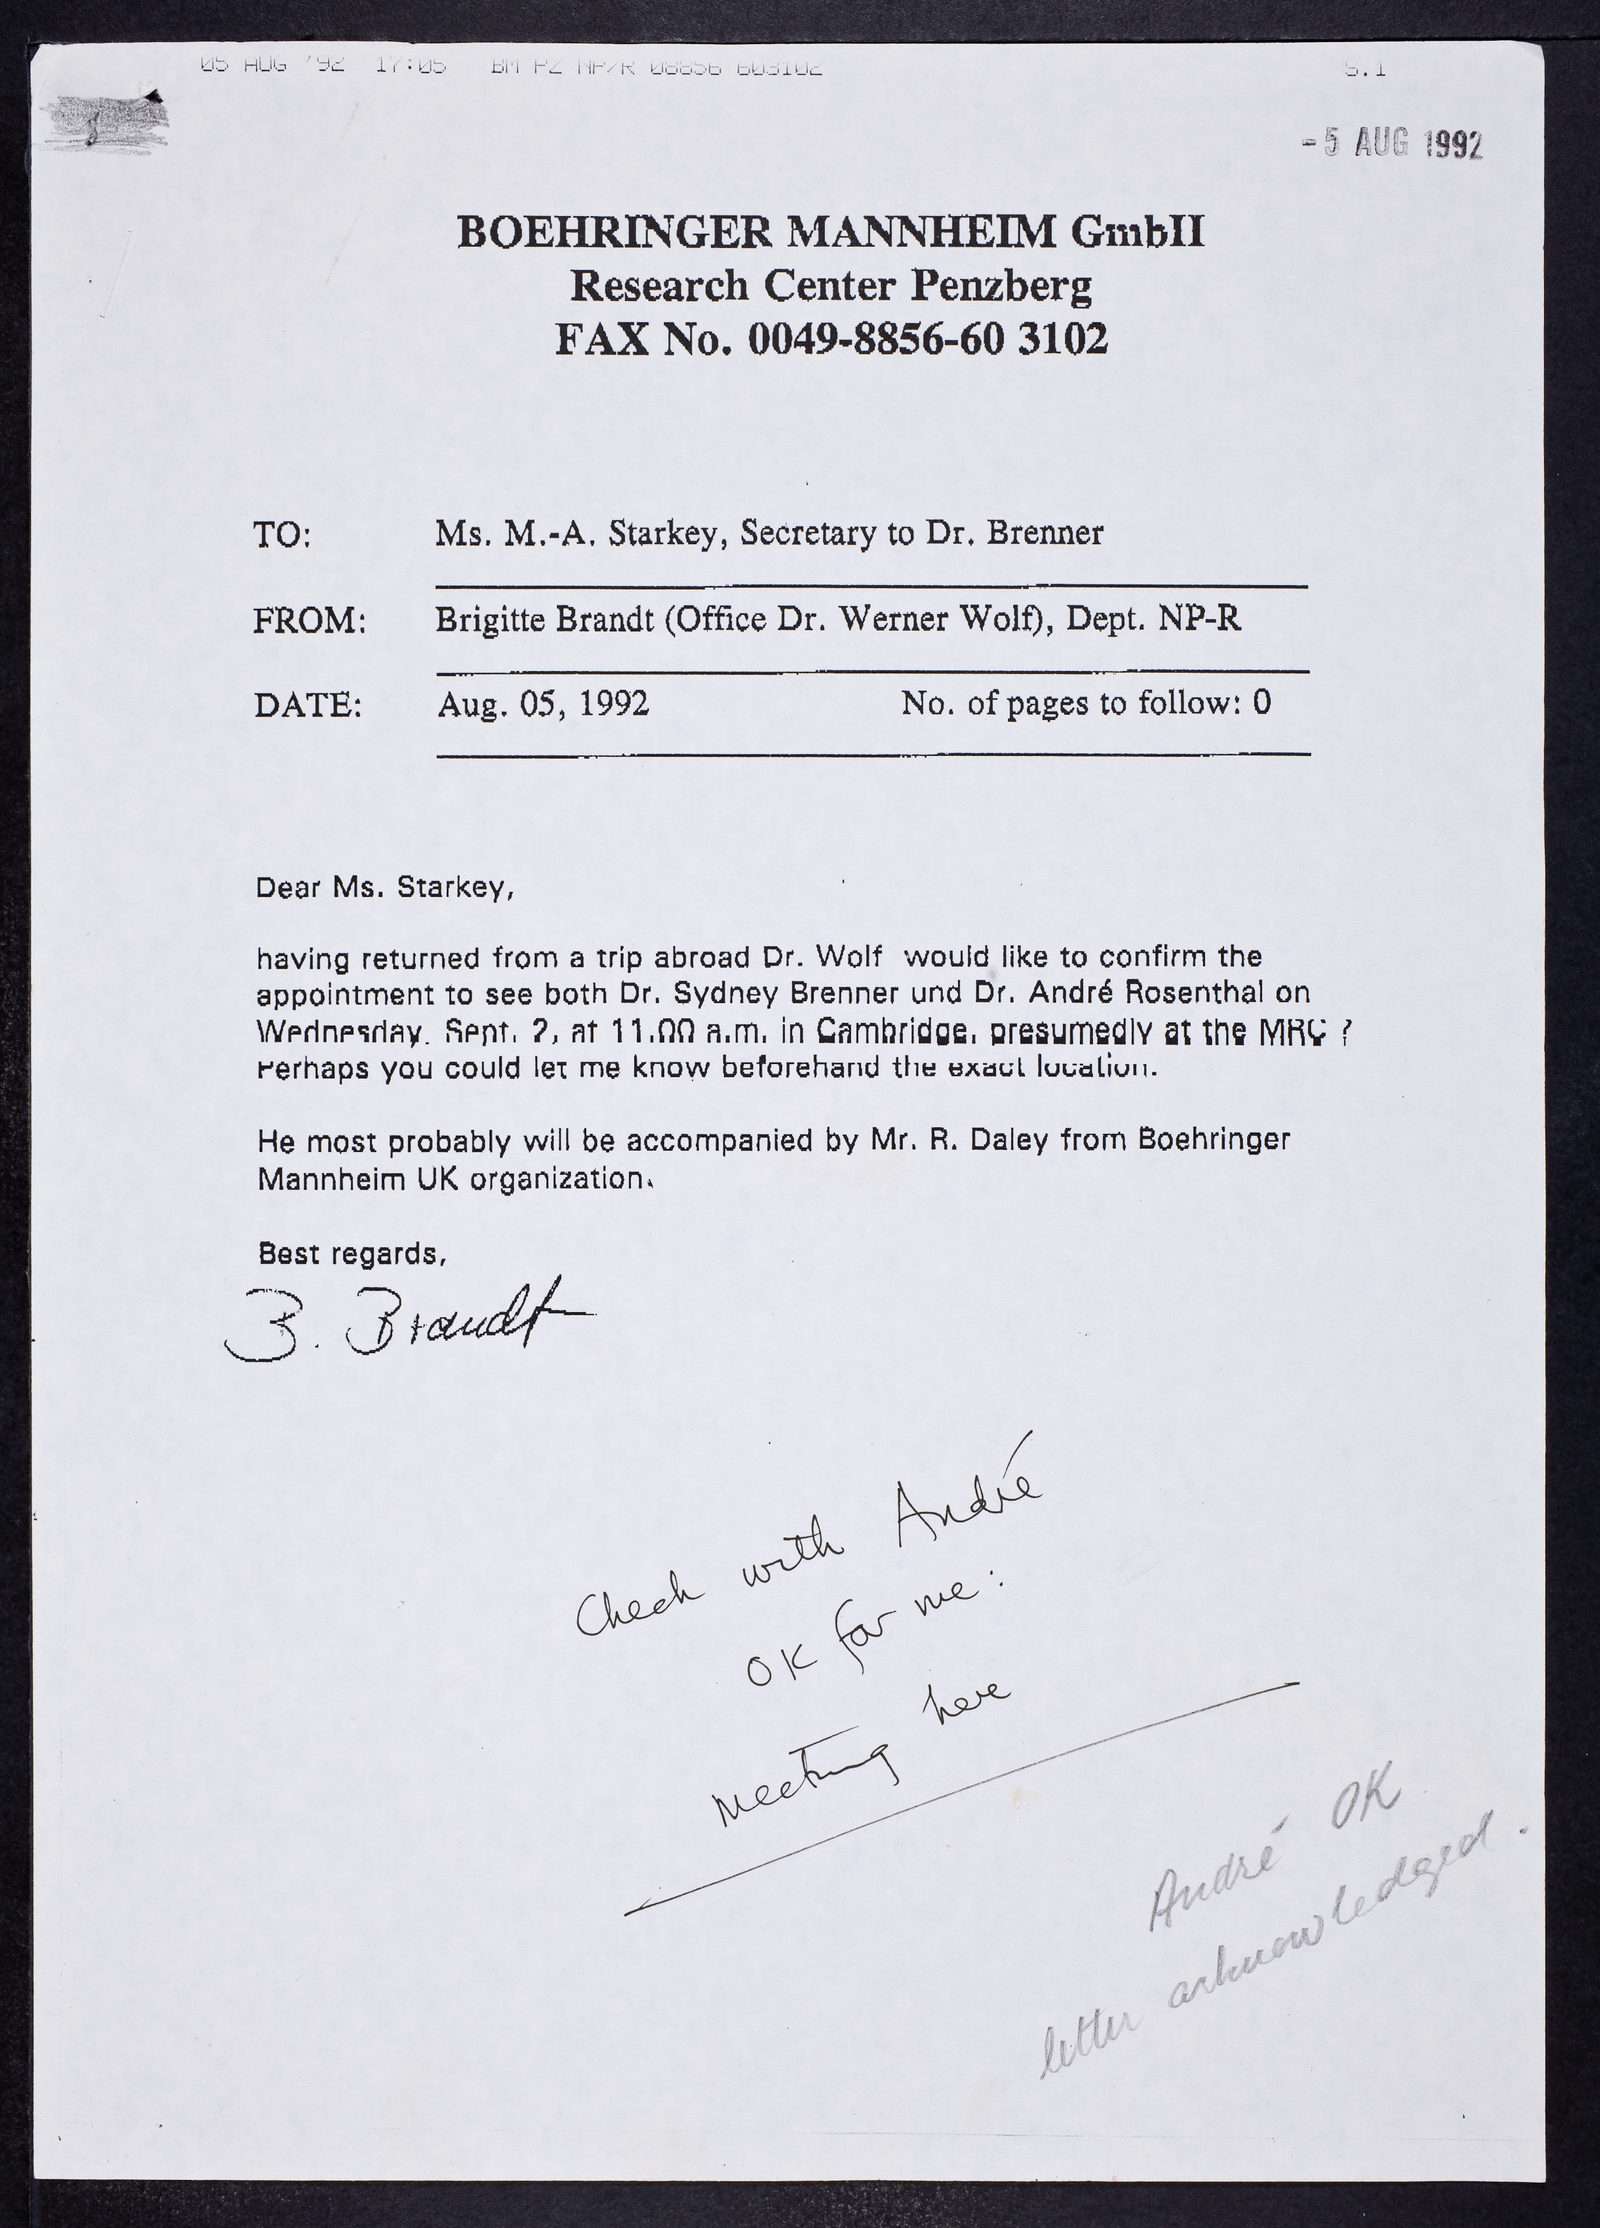 05 AUG '92 17:05 BM PZ NP/R 08856 603102 S.1
-5 AUG 1992
BOEHRINGER MANNHEIM GmbH
Research Center Penzberg
FAX No. 0049-8856-60 3102
TO: Ms. M.-A. Starkey, Secretary to Dr. Brenner
FROM: Brigitte Brandt (Office Dr. Werner Wolf), Dept. NP-R
DATE: Aug. 05, 1992 No. of pages to follow: 0
Dear Ms. Starkey,
having returned from a trip abroad Dr. Wolf would like to confirm the
appointment to see both Dr. Sydney Brenner und Dr. André Rosenthal on
Wednesday, Sept. 2, at 11.00 a.m. in Cambridge, presumedly at the MRC ?
Perhaps you could let me know beforehand the exact location.
He most probably will be accompanied by Mr. R. Daley from Boehringer
Mannheim UK organization.
Best regards,
B. Brandt
Check with André
OK for me:
Meeting here
André OK
letter acknowledged.